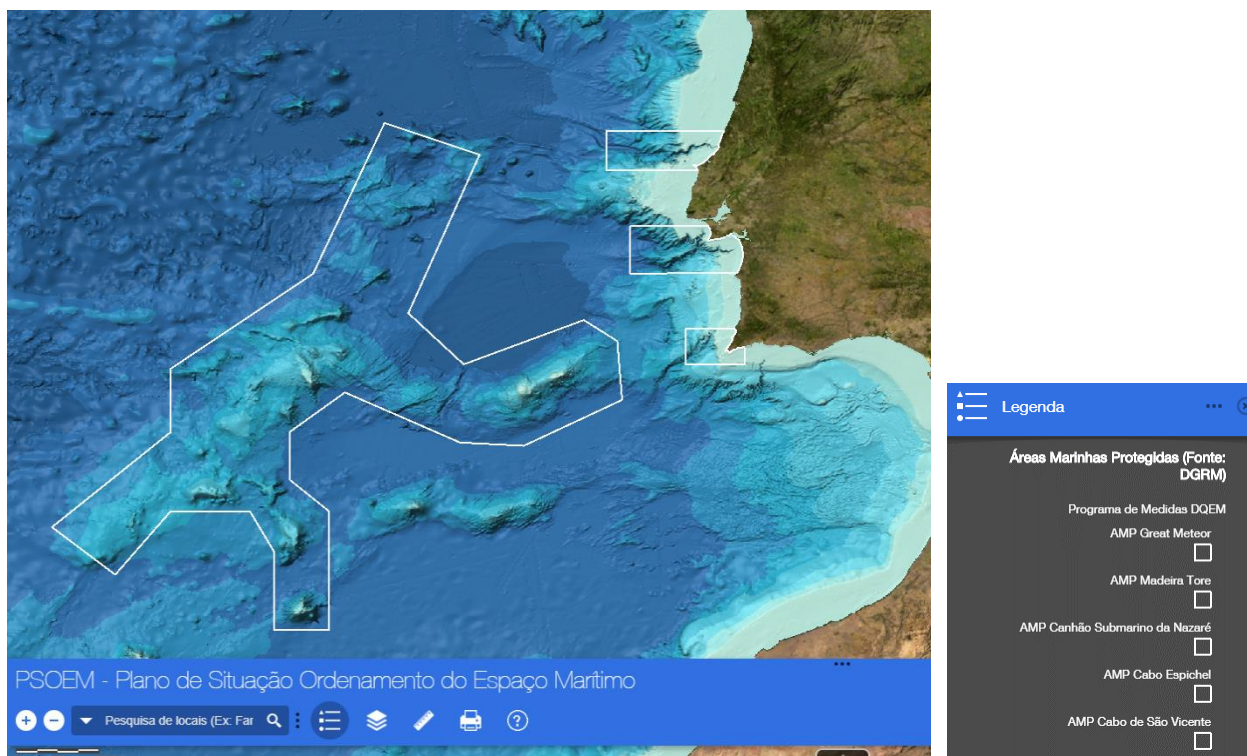 PSOEM - Plano de Situação Ordenamento do Espaço Marítimo
Pesquisa de locais (Ex: Far
Legenda
Áreas Marinhas Protegidas (Fonte:
DGRM)
Programa de Medidas DQEM
AMP Great Meteor
AMP Madeira Tore
AMP Canhão Submarino da Nazaré
AMP Cabo Espichel
AMP Cabo de São Vicente